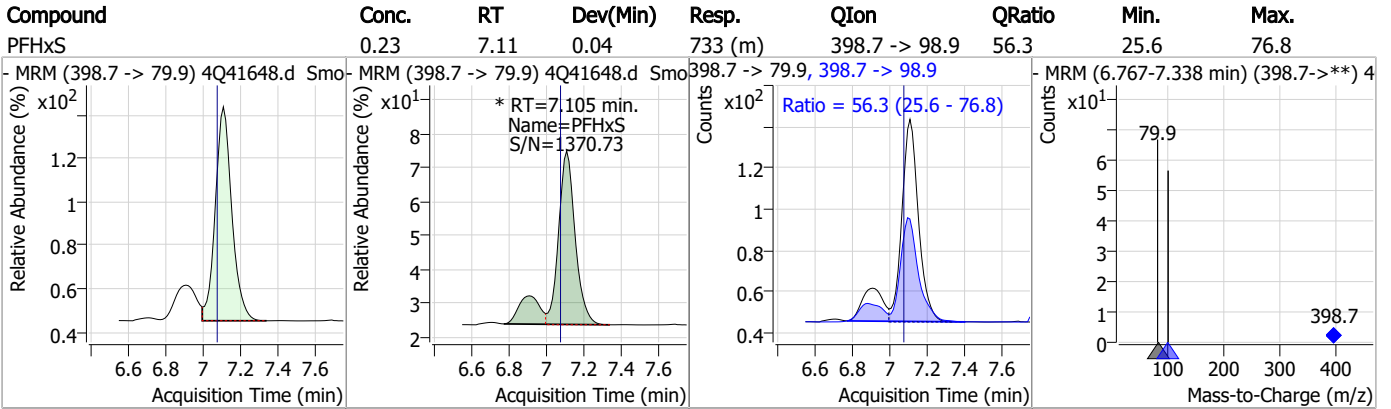 Compound Conc. RT Dev(Min) Resp. QIon QRatio Min. Max.
PFHxS 0.23 7.11 0.04 733 (m) 398.7 -> 98.9 56.3 25.6 76.8
- MRM (398.7 -> 79.9) 4Q41648.d Smo
x10²
Relative Abundance (%)
1.2
1
0.8
0.6
0.4
6.6 6.8 7 7.2 7.4 7.6
Acquisition Time (min)
- MRM (398.7 -> 79.9) 4Q41648.d Smo
x10¹
* RT=7.105 min.
Name=PFHxS
S/N=1370.73
Relative Abundance (%)
8
7
6
5
4
3
2
6.6 6.8 7 7.2 7.4 7.6
Acquisition Time (min)
398.7 -> 79.9, 398.7 -> 98.9
x10²
Ratio = 56.3 (25.6 - 76.8)
Counts
1.2
1
0.8
0.6
0.4
6.6 6.8 7 7.2 7.4 7.6
Acquisition Time (min)
- MRM (6.767-7.338 min) (398.7->**) 4
x10¹
Counts
79.9
6
5
4
3
2
1
0
398.7
100 200 300 400
Mass-to-Charge (m/z)